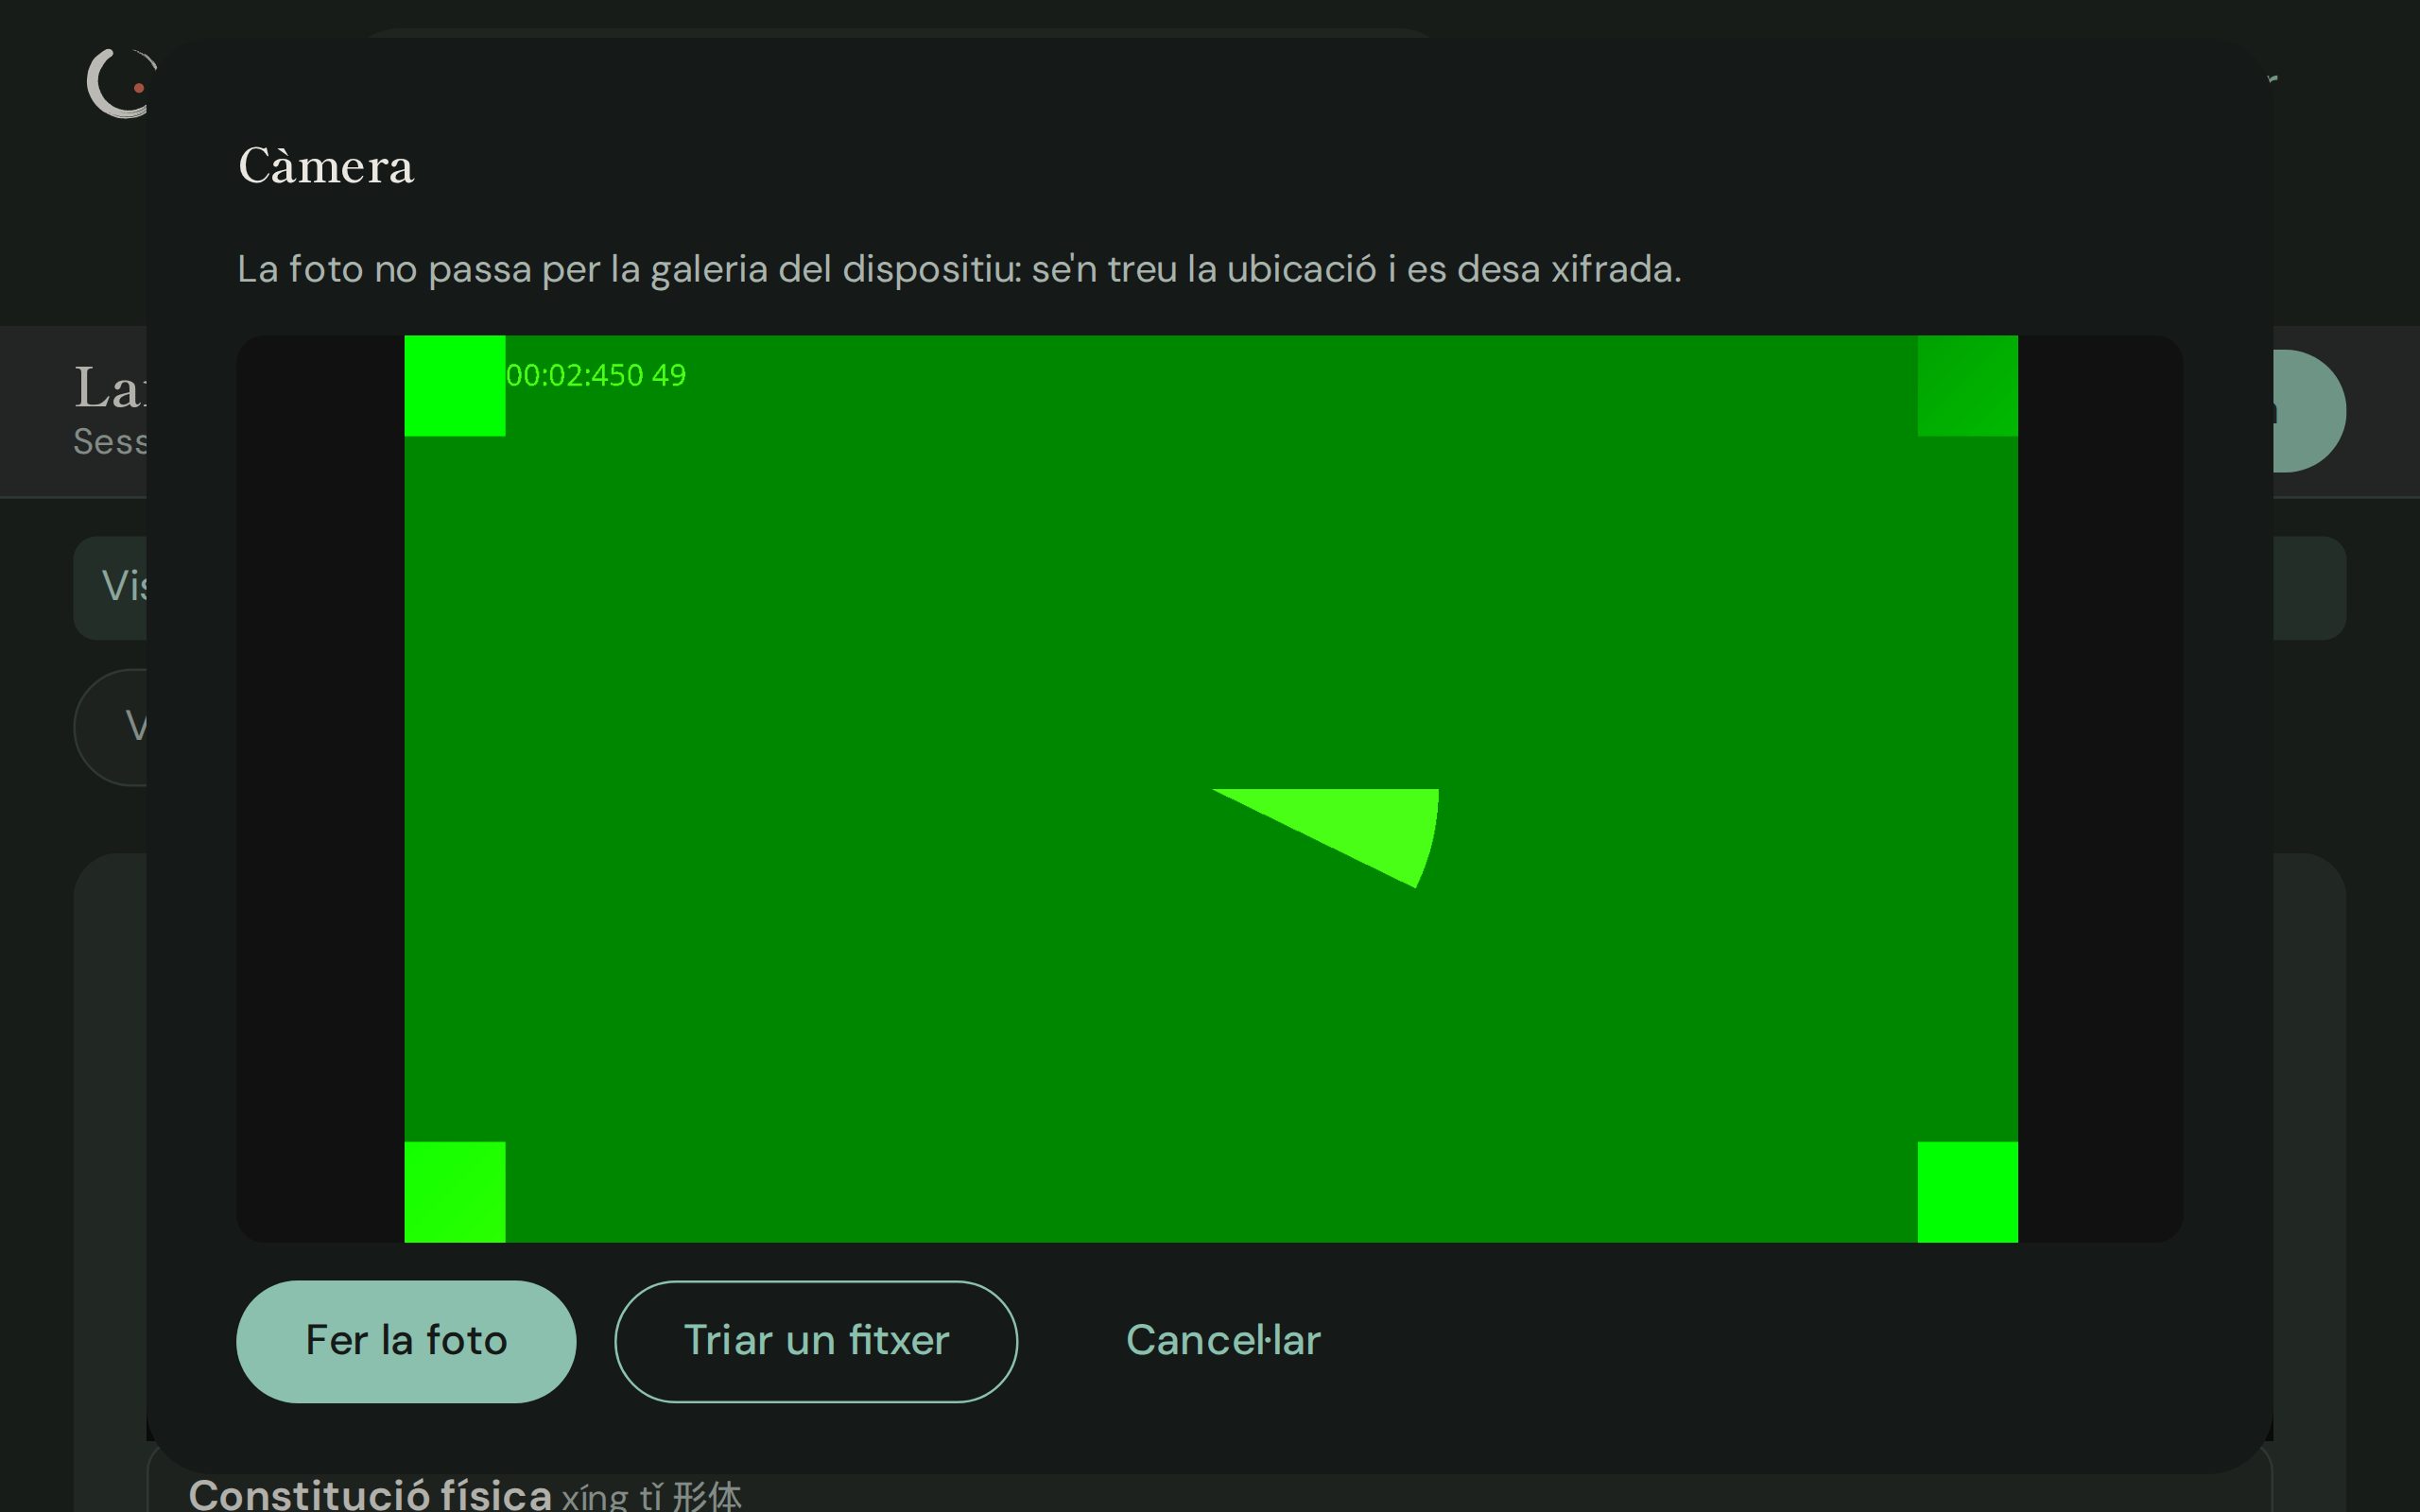 Càmera
La foto no passa per la galeria del dispositiu: se'n treu la ubicació i es desa xifrada.
00:02:450 49
Fer la foto
Triar un fitxer
Cancel·lar
Constitució física xíng tǐ 形体